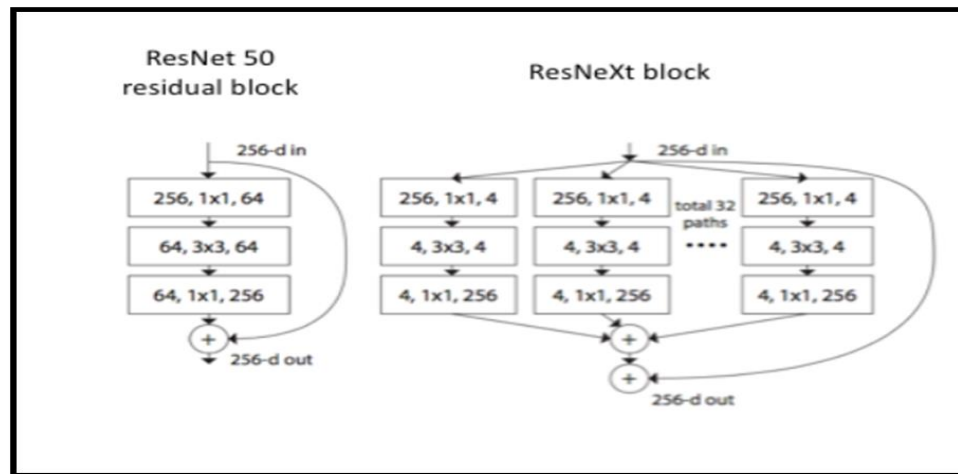 ResNet 50
residual block
256-d in
256, 1x1, 64
64, 3x3, 64
64, 1x1, 256
+
256-d out
ResNeXt block
256-d in
256, 1x1, 4
256, 1x1, 4
total 32
paths
....
256, 1x1, 4
4, 3x3, 4
4, 3x3, 4
4, 3x3, 4
4, 1x1, 256
4, 1x1, 256
4, 1x1, 256
+
+
256-d out